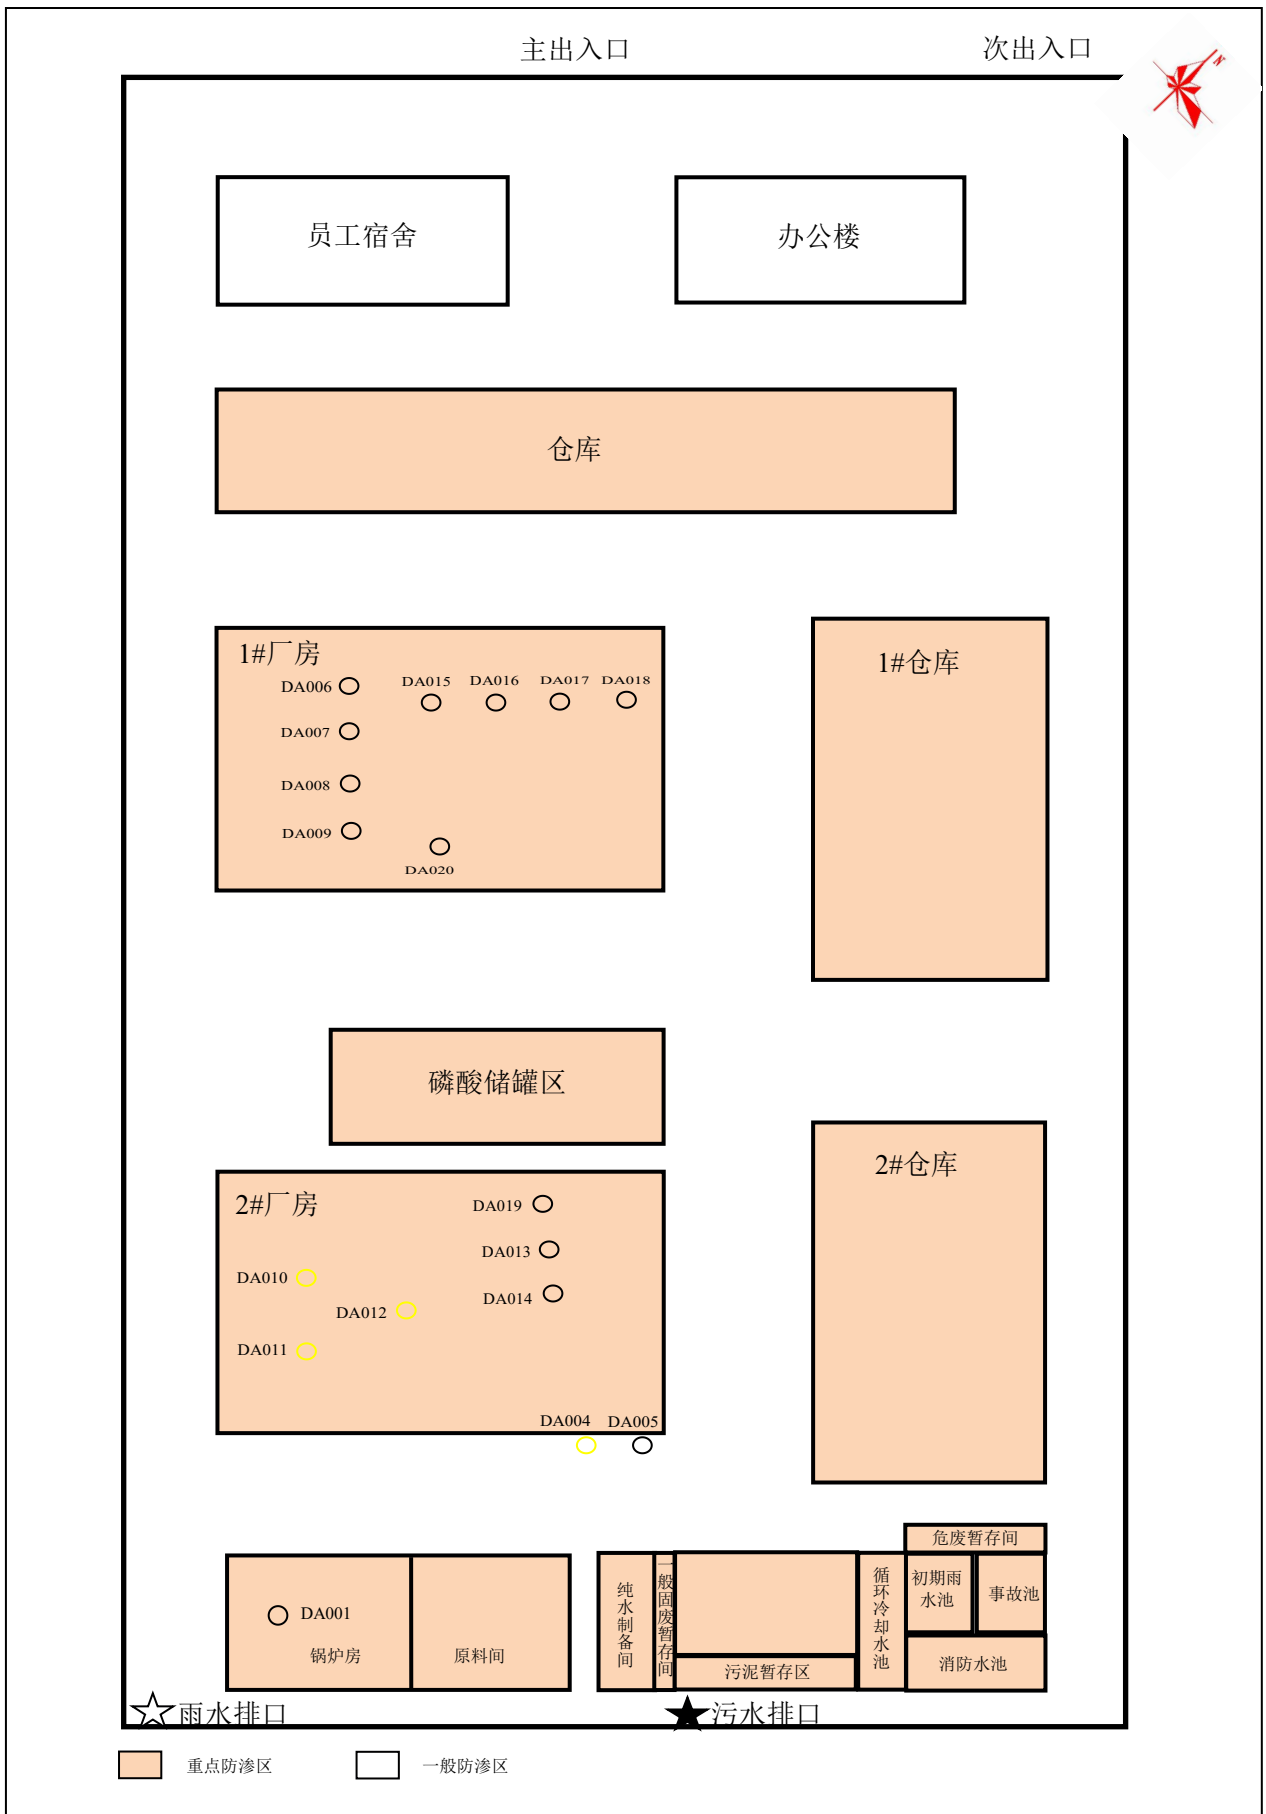 主出入口
次出入口
N
员工宿舍
办公楼
仓库
1#厂房
DA006
DA015
DA016
DA017
DA018
DA007
DA008
DA009
DA020
1#仓库
磷酸储罐区
2#厂房
DA019
DA013
DA010
DA014
DA012
DA011
DA004
DA005
2#仓库
危废暂存间
DA001
锅炉房
原料间
纯水制备间
一般固废暂存间
污泥暂存区
循环冷却水池
初期雨
水池
事故池
消防水池
雨水排口
污水排口
重点防渗区
一般防渗区